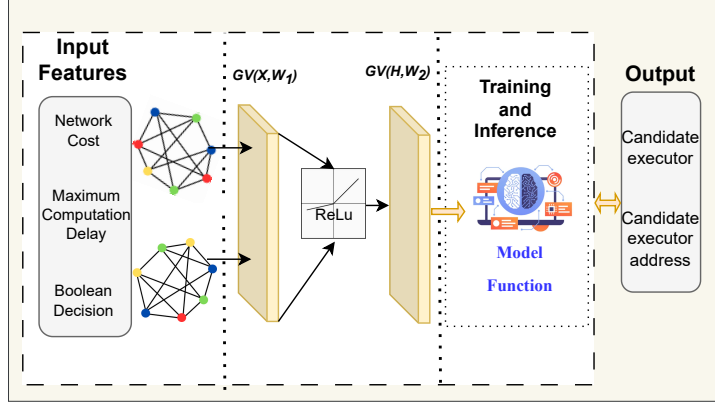 Input
Features
Network
Cost
Maximum
Computation
Delay
Boolean
Decision
GV(X,W1)
ReLu
GV(H,W2)
Training
and
Inference
Model
Function
Output
Candidate
executor
Candidate
executor
address